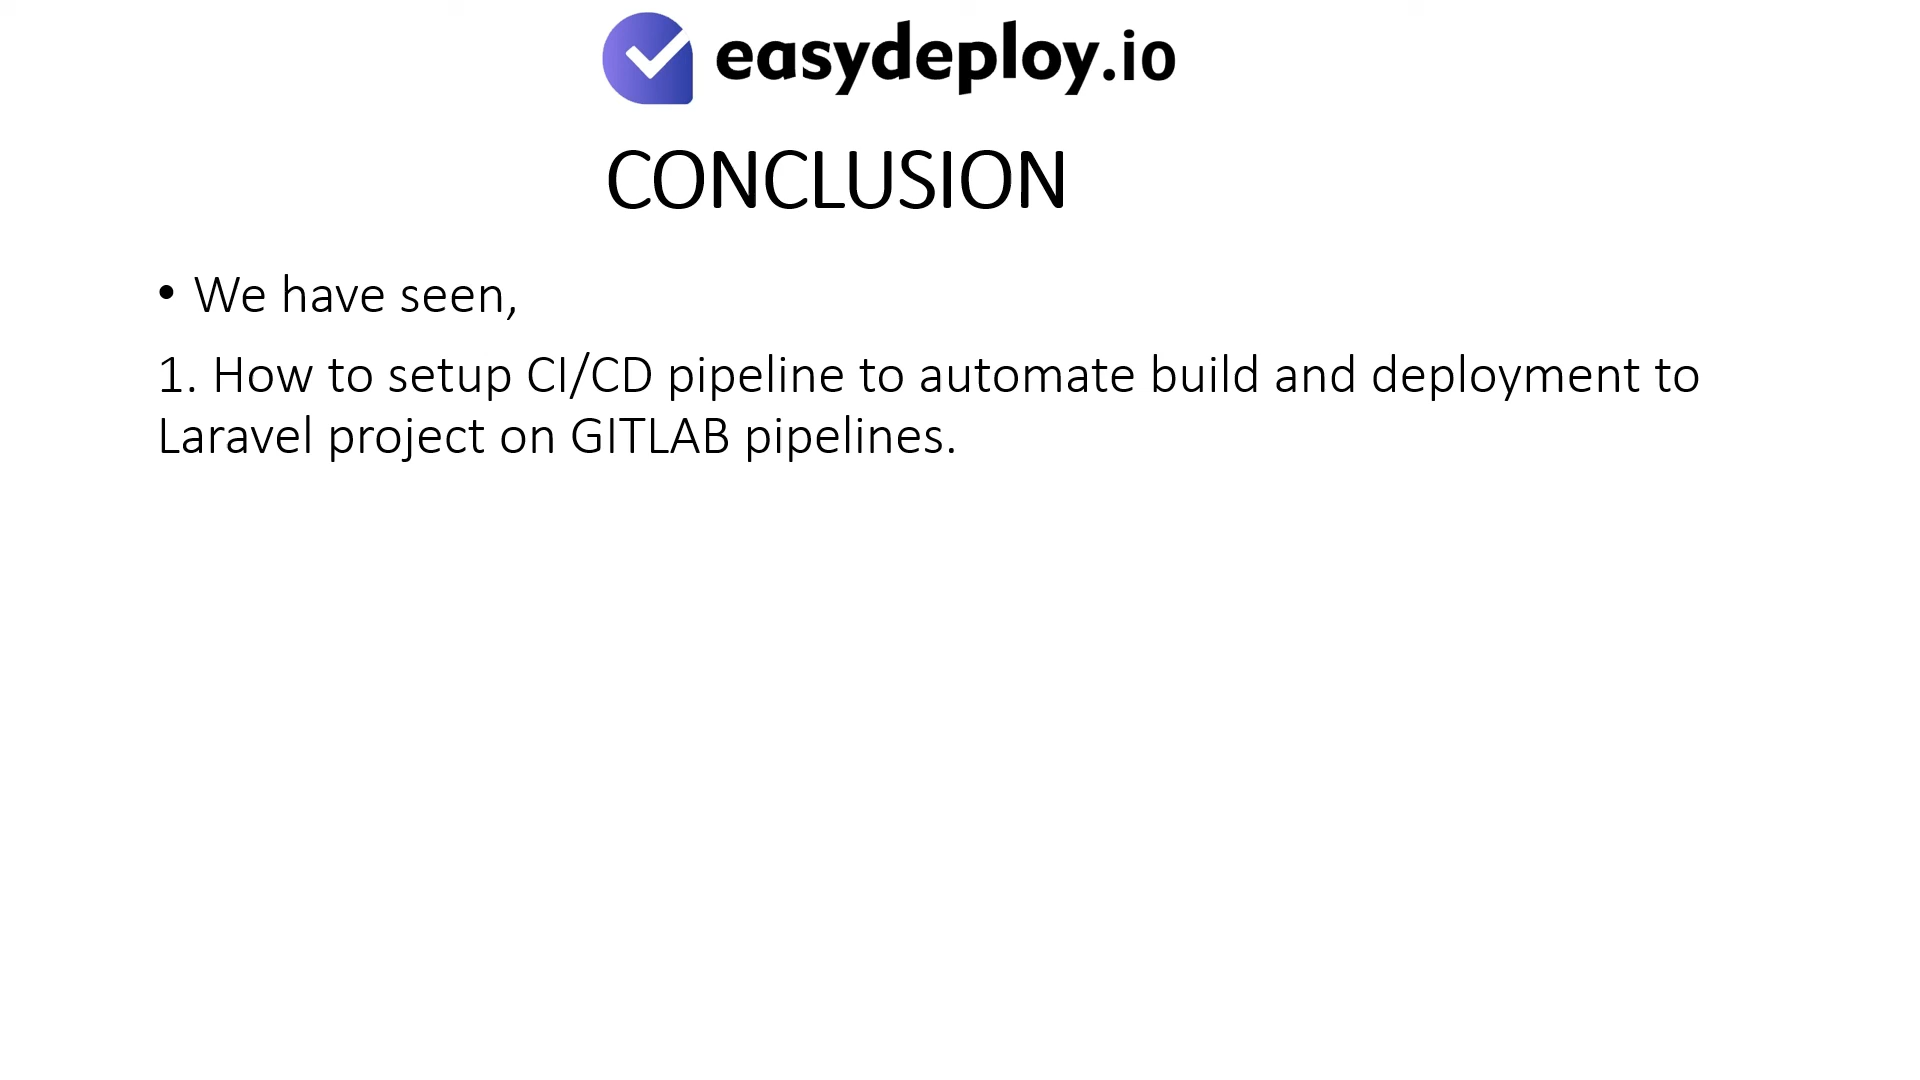 easydeploy.io
CONCLUSION
• We have seen,
1. How to setup CI/CD pipeline to automate build and deployment to
Laravel project on GITLAB pipelines.